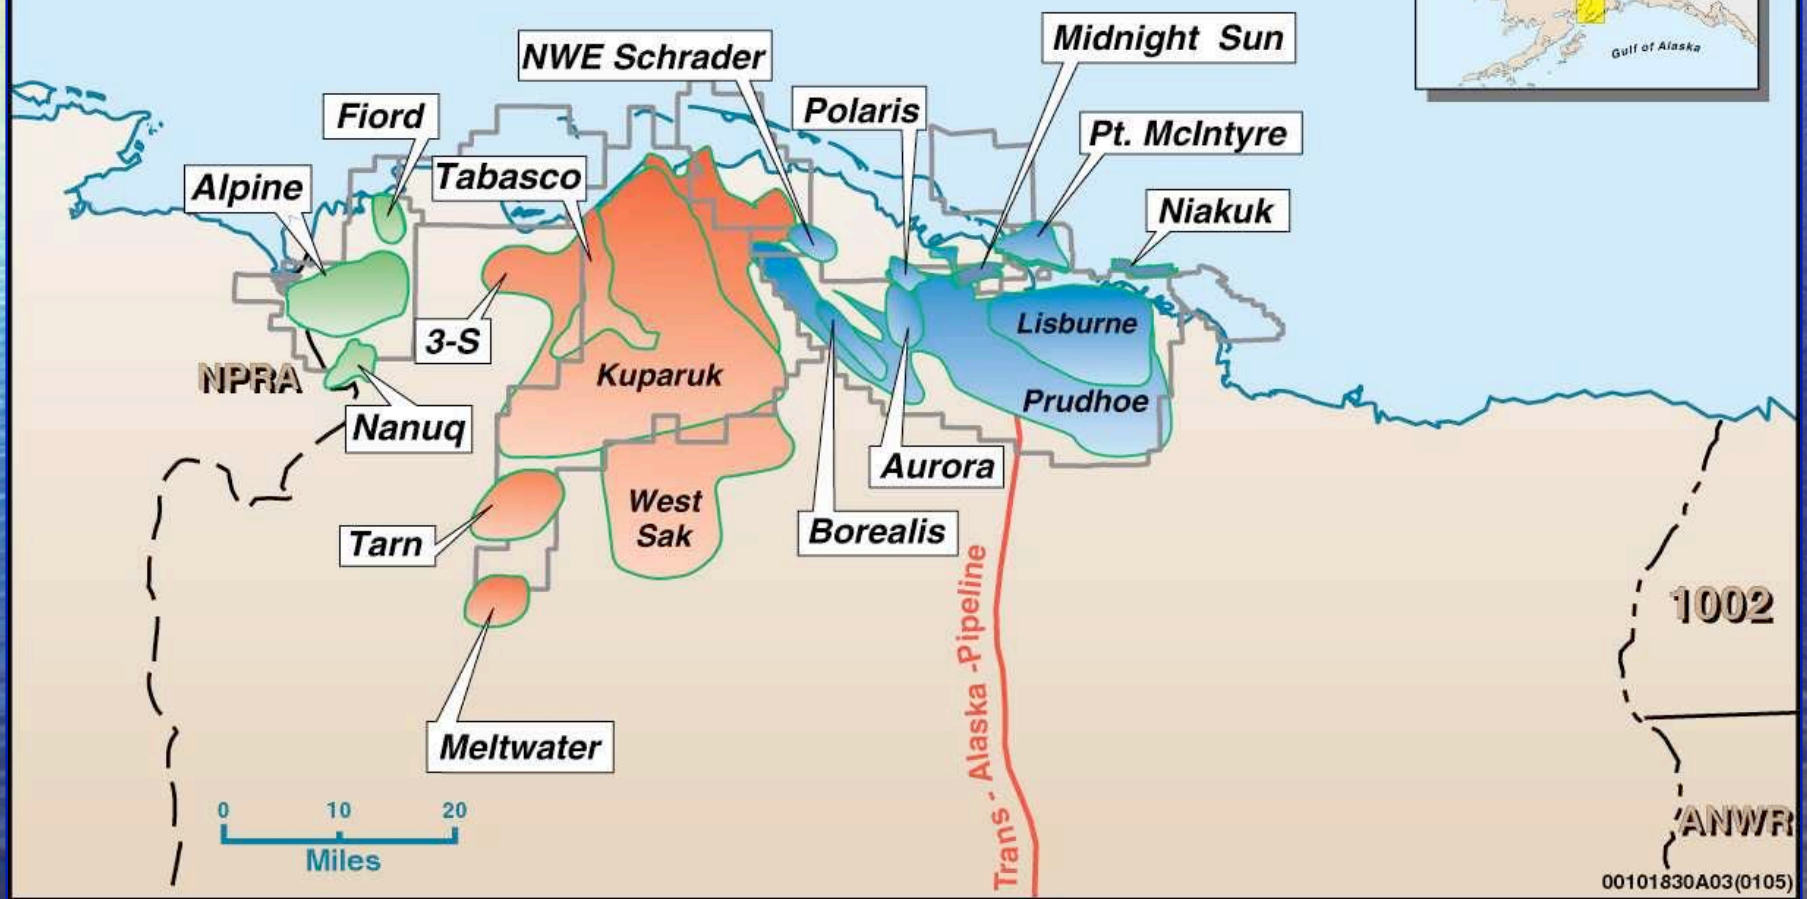 Gulf of Alaska
Midnight Sun
NWE Schrader
Fiord
Polaris
Pt. McIntyre
Alpine
Tabasco
Niakuk
3-S
Lisburne
NPRA
Kuparuk
Prudhoe
Nanuq
Aurora
West
Sak
Tarn
Borealis
1002
Trans - Alaska -Pipeline
Meltwater
0 10 20
Miles
ANWR
00101830A03(0105)